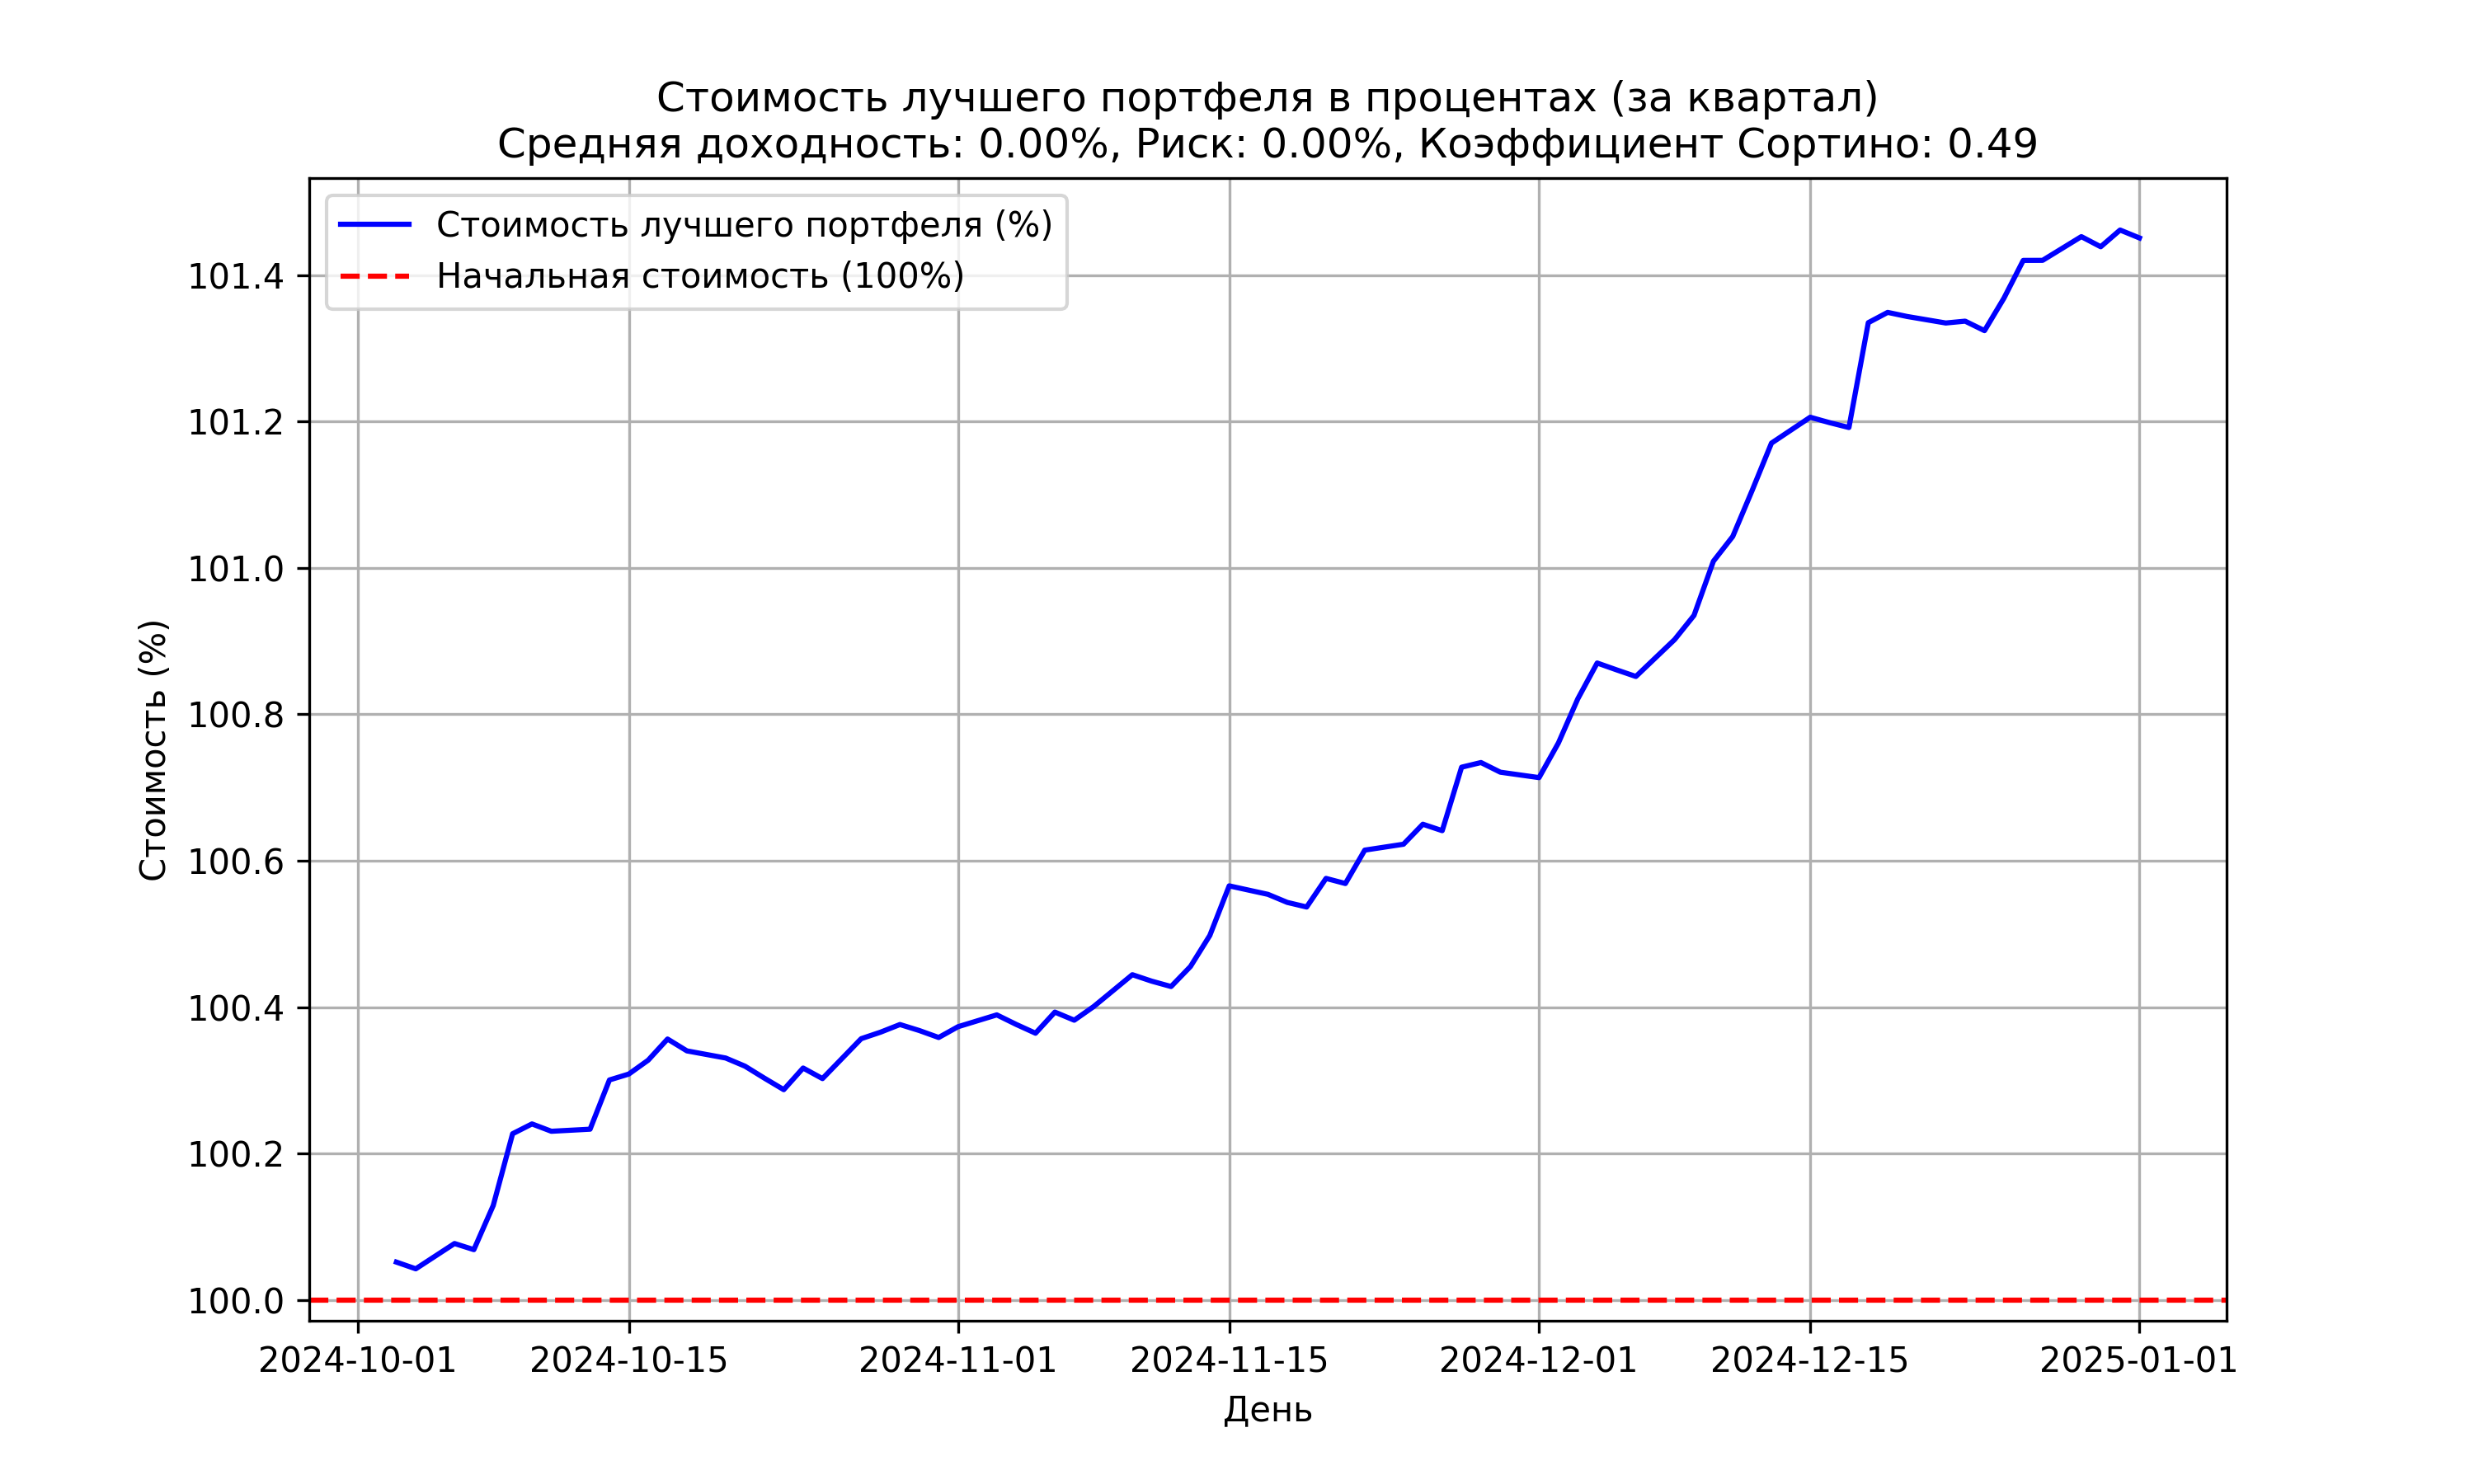 Стоимость лучшего портфеля в процентах (за квартал)
Средняя доходность: 0.00%, Риск: 0.00%, Коэффициент Сортино: 0.49
Стоимость лучшего портфеля (%)
Начальная стоимость (100%)
Стоимость (%)
101.4
101.2
101.0
100.8
100.6
100.4
100.2
100.0
2024-10-01 2024-10-15 2024-11-01 2024-11-15 2024-12-01 2024-12-15 2025-01-01
День